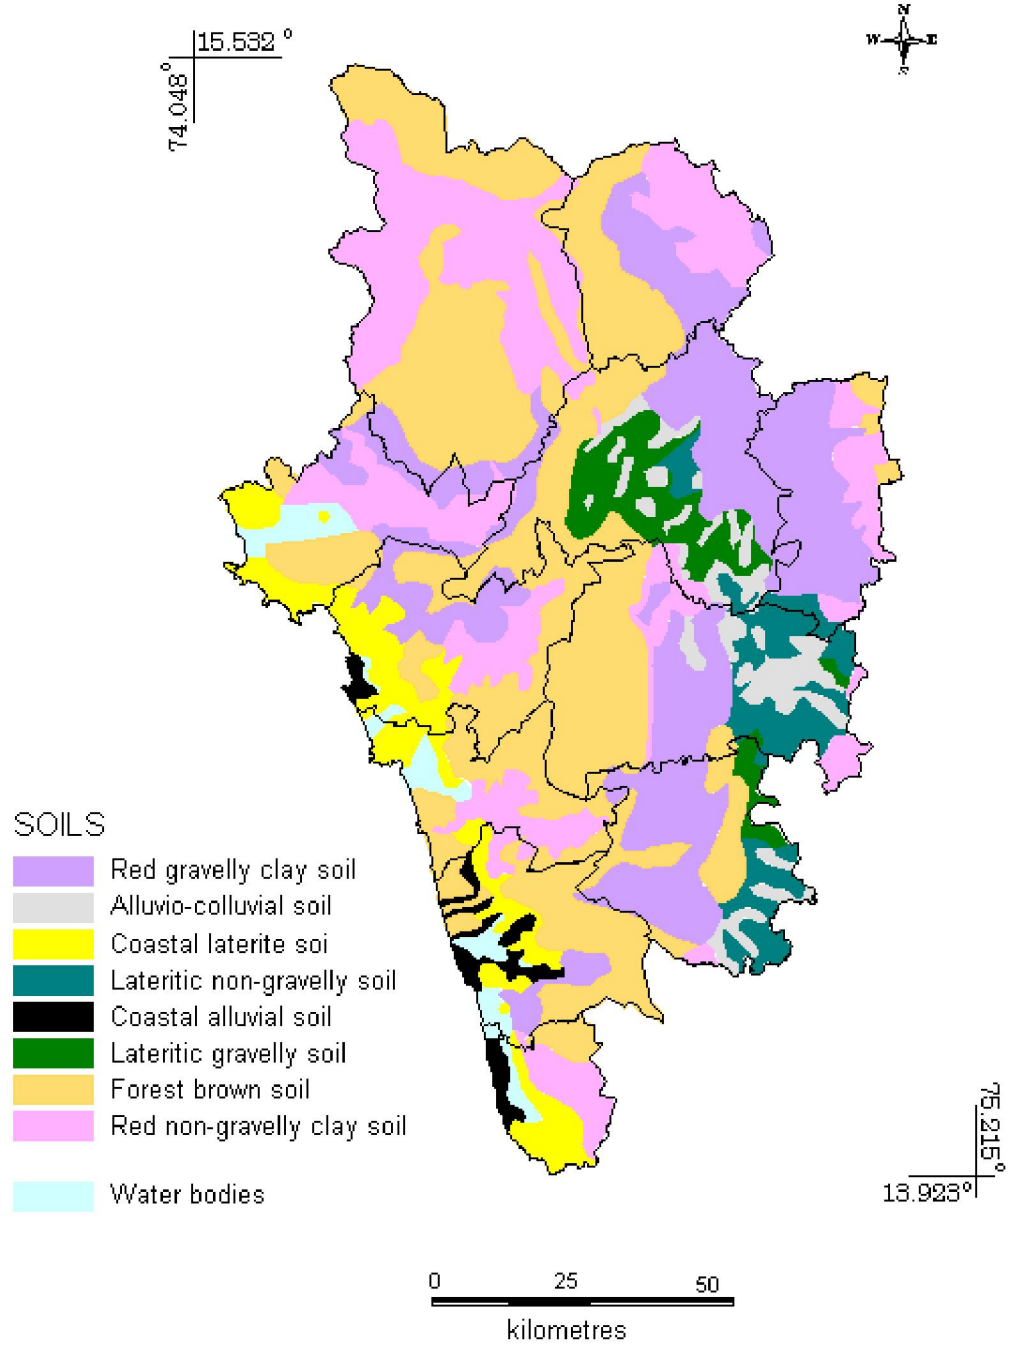 N
W E
15.532 °
74.048°
SOILS
Red gravelly clay soil
Alluvio-colluvial soil
Coastal laterite soi
Lateritic non-gravelly soil
Coastal alluvial soil
Lateritic gravelly soil
Forest brown soil
Red non-gravelly clay soil
Water bodies
75.215°
13.923°
0 25 50
kilometres